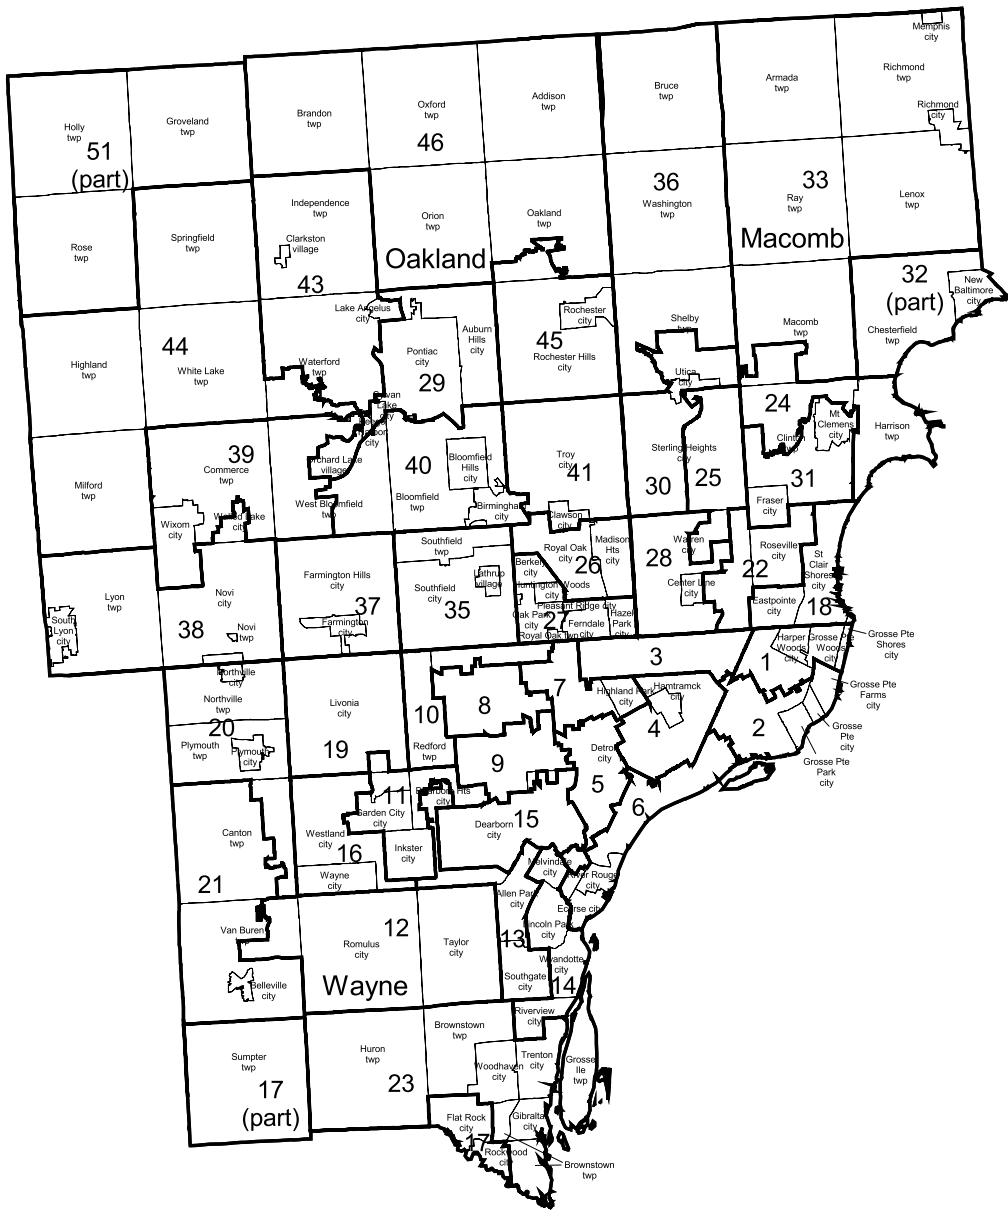 Memphis
city
Richmond
twp
Armada
twp
Bruce
twp
Addison
twp
Oxford
twp
46
Brandon
twp
Groveland
twp
Holly
twp
51
(part)
Richmond
city
Lenox
twp
33
Ray
twp
36
Washington
twp
Macomb
Oakland
twp
Orion
twp
Oakland
Independence
twp
Clarkston
village
43
Springfield
twp
Rose
twp
32
(part)
New
Baltimore
city
Chesterfield
twp
Macomb
twp
Shelby
twp
Utica
city
Rochester
city
45
Rochester Hills
city
Auburn
Hills
city
Lake Angelus
city
Pontiac
city
29
Waterford
twp
44
White Lake
twp
Highland
twp
Lake
city
24
Mt
Clemens
city
Clinton
twp
Harrison
twp
31
Fraser
city
Sterling Heights
city
25
30
Troy
city
41
Clawson
city
Bloomfield
Hills
city
Birmingham
city
40
Bloomfield
twp
Orchard Lake
village
West Bloomfield
twp
39
Commerce
twp
Walled Lake
city
Wixom
city
Milford
twp
28
Warren
city
Center Line
city
Roseville
city
22
Eastpointe
city
St
Clair
Shores
city
18
Madison
Hts
city
Royal Oak
city
26
Berkley
city
Huntington Woods
city
Pleasant Ridge city
Oak Park
city
27
Ferndale
city
Hazel
Park
city
Royal Oak twp
Southfield
twp
Lathrup
village
Southfield
city
35
Farmington Hills
city
37
Farmington
city
Novi
city
38
Novi
twp
Lyon
twp
South
Lyon
city
Northville
city
Northville
twp
20
Plymouth
twp
Plymouth
city
Livonia
city
19
10
Redford
twp
8
7
3
Highland Park
city
Hamtramck
city
4
1
Harper
Woods
city
Grosse Pte
Woods
city
Grosse Pte
Shores
city
Grosse Pte
Farms
city
Grosse
Pte
city
Grosse Pte
Park
city
2
9
Detroit
city
5
6
11
Dearborn Hts
city
Garden City
city
Westland
city
16
Wayne
city
Inkster
city
Dearborn
city
15
Canton
twp
21
Melvindale
city
River Rouge
city
Allen Park
city
Ecorse city
Lincoln Park
city
13
Wyandotte
city
14
Southgate
city
Van Buren
twp
Belleville
city
12
Romulus
city
Taylor
city
Wayne
Riverview
city
Brownstown
twp
Trenton
city
Woodhaven
city
Grosse
Ile
twp
Huron
twp
23
Sumpter
twp
17
(part)
Flat Rock
city
Gibraltar
city
17
Rockwood
city
Brownstown
twp